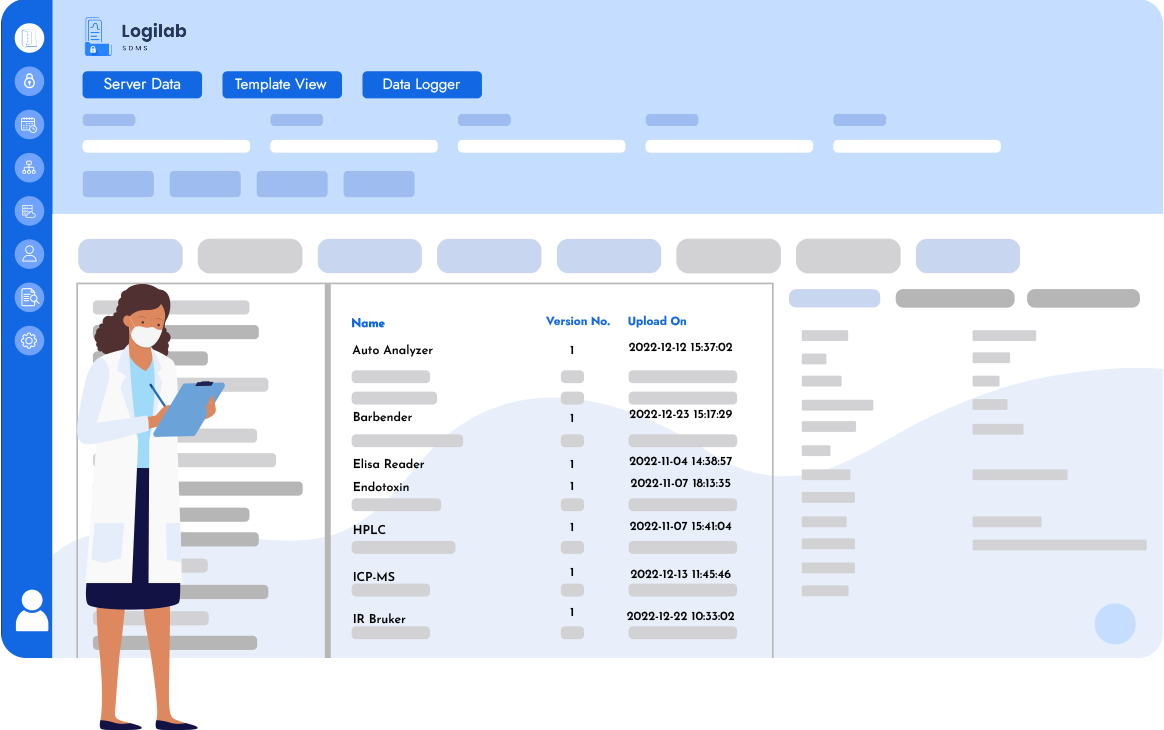 Logilab
SDMS
Server Data Template View Data Logger
Name Version No. Upload On
Auto Analyzer 1 2022-12-12 15:37:02
Barbender 1 2022-12-23 15:17:29
Elisa Reader 1 2022-11-04 14:38:57
Endotoxin 1 2022-11-07 18:13:35
HPLC 1 2022-11-07 15:41:04
ICP-MS 1 2022-12-13 11:45:46
IR Bruker 1 2022-12-22 10:33:02